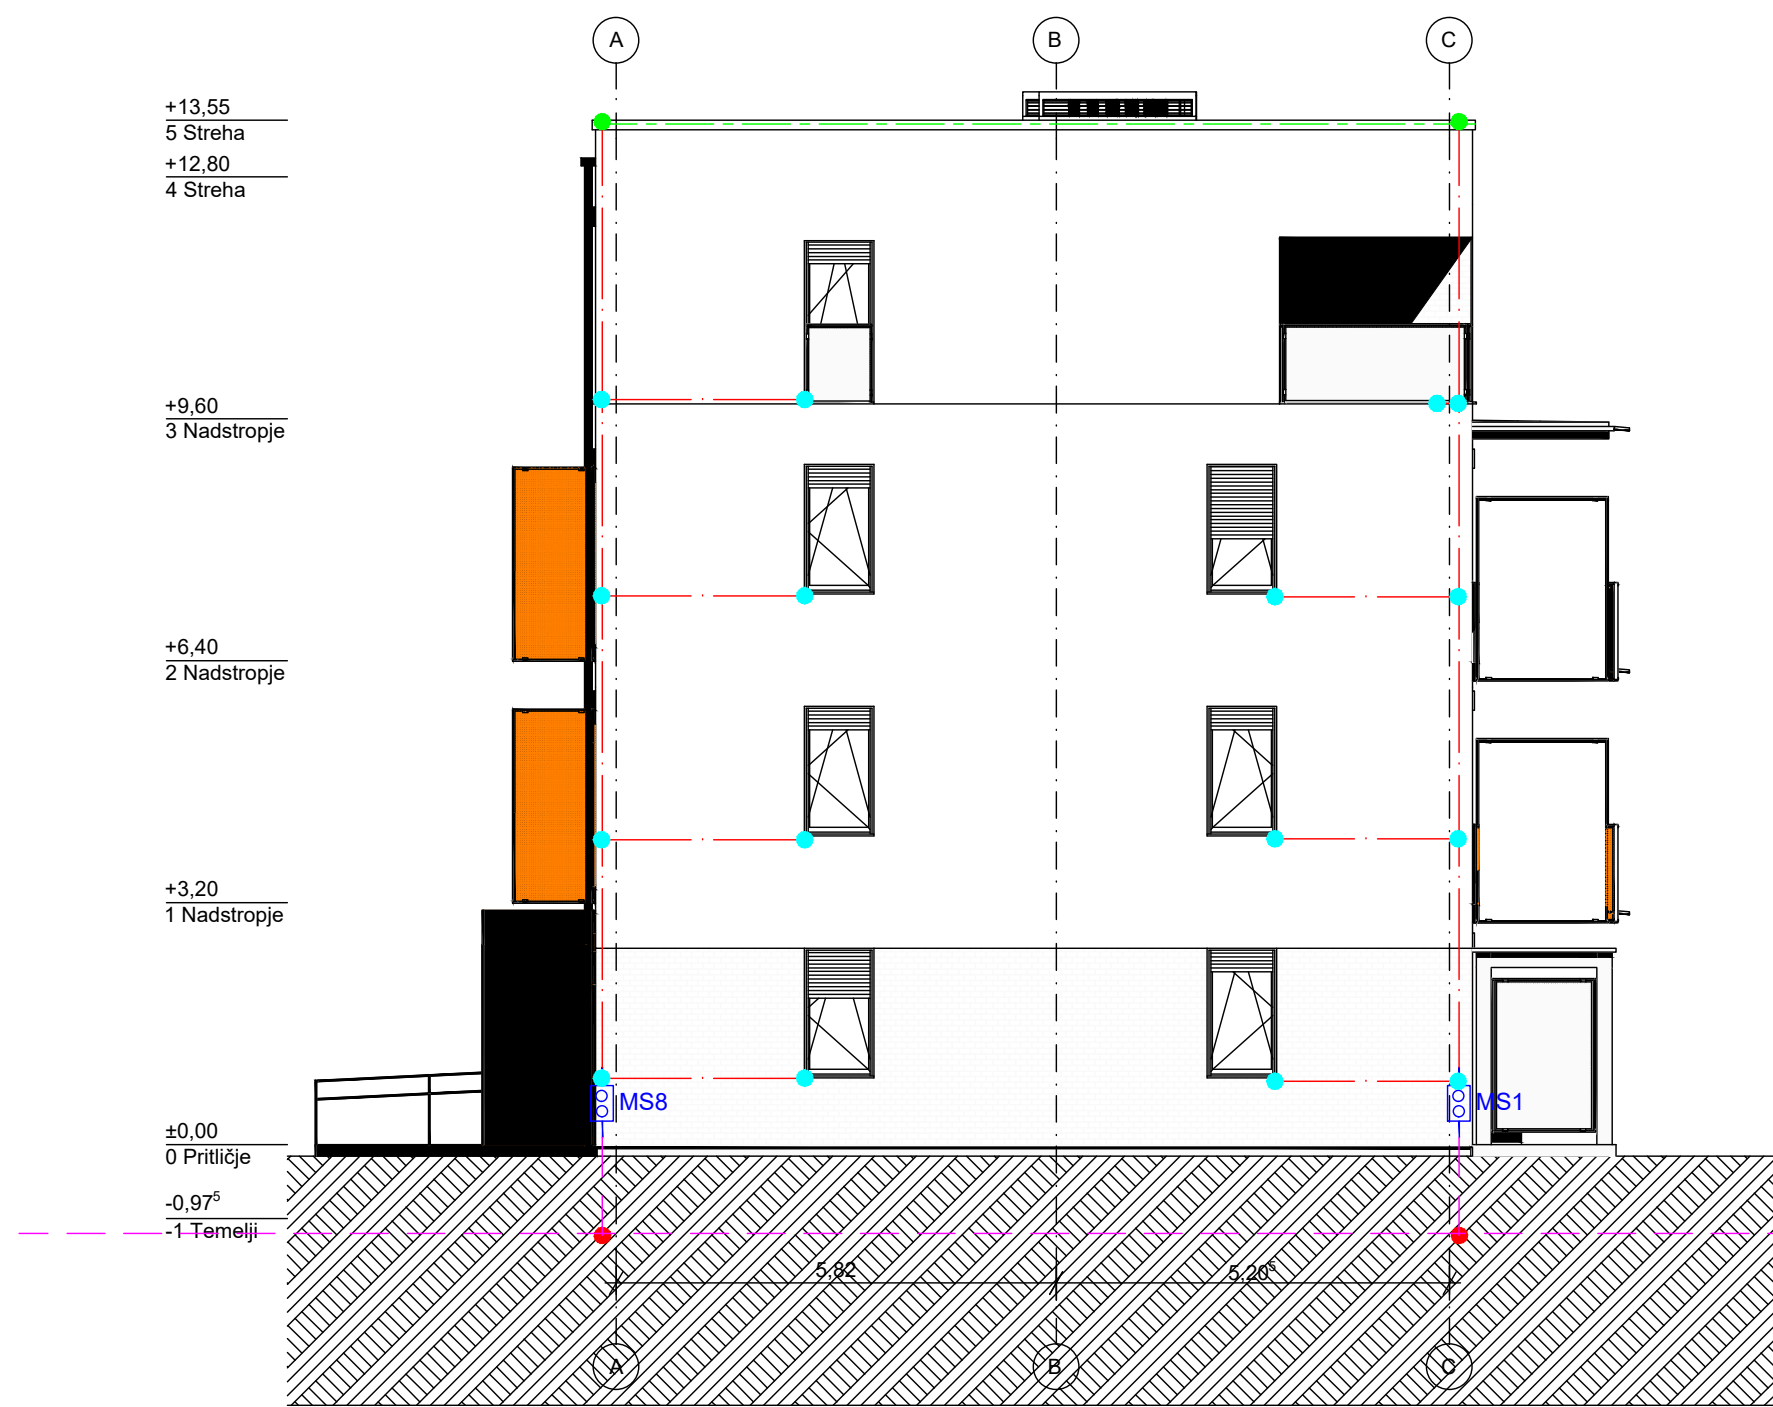 A B C
+13,55
5 Streha
+12,80
4 Streha
+9,60
3 Nadstropje
+6,40
2 Nadstropje
+3,20
1 Nadstropje
MS8 MS1
±0,00
0 Pritličje
-0,97⁵
-1 Temelji
5,82 5,20⁵
A B C